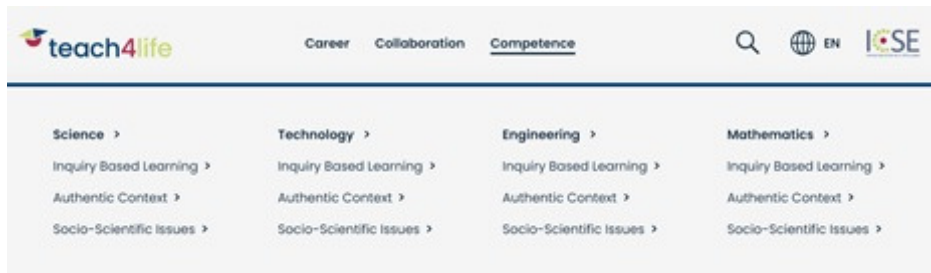 teach4life Career Collaboration Competence EN ICSE
Science > Technology > Engineering > Mathematics >
Inquiry Based Learning > Inquiry Based Learning > Inquiry Based Learning > Inquiry Based Learning >
Authentic Context > Authentic Context > Authentic Context > Authentic Context >
Socio-Scientific Issues > Socio-Scientific Issues > Socio-Scientific Issues > Socio-Scientific Issues >